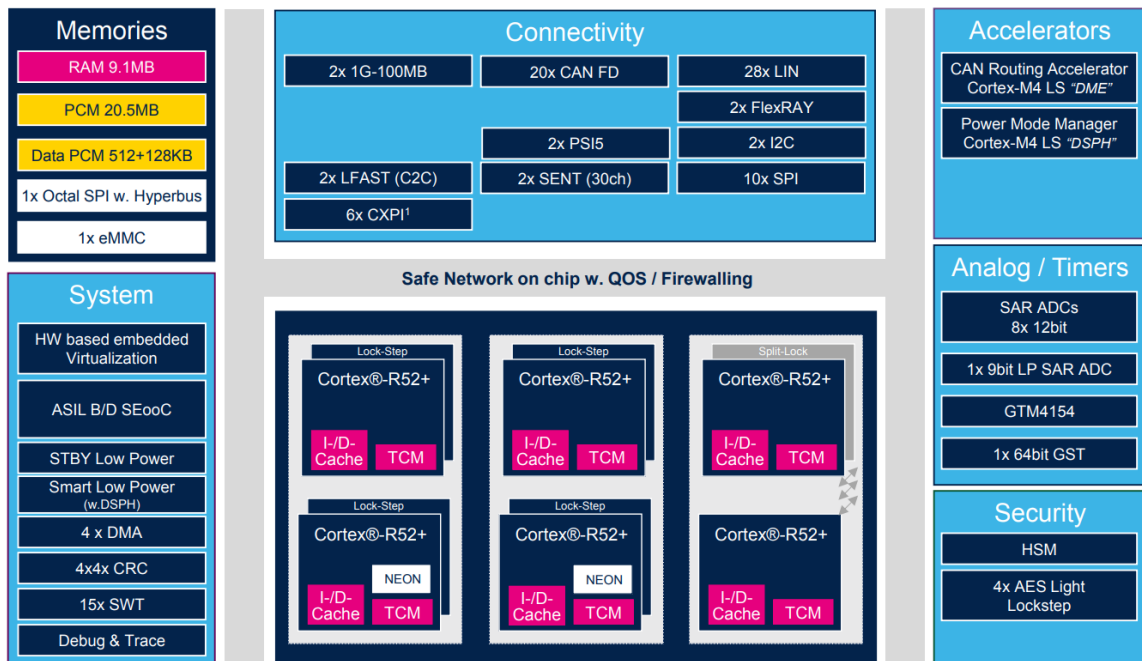 Memories
RAM 9.1MB
PCM 20.5MB
Data PCM 512+128KB
1x Octal SPI w. Hyperbus
1x eMMC
System
HW based embedded
Virtualization
ASIL B/D SEooC
STBY Low Power
Smart Low Power
(w.DSPH)
4 x DMA
4x4x CRC
15x SWT
Debug & Trace
Connectivity
2x 1G-100MB
20x CAN FD
28x LIN
2x FlexRAY
2x PSI5
2x I2C
2x LFAST (C2C)
2x SENT (30ch)
10x SPI
6x CXPI¹
Safe Network on chip w. QOS / Firewalling
Lock-Step
Cortex®-R52+
I-/D-
Cache
TCM
Lock-Step
Cortex®-R52+
I-/D-
Cache
TCM
Split-Lock
Cortex®-R52+
I-/D-
Cache
TCM
Lock-Step
Cortex®-R52+
NEON
I-/D-
Cache
TCM
Lock-Step
Cortex®-R52+
NEON
I-/D-
Cache
TCM
Cortex®-R52+
I-/D-
Cache
TCM
Accelerators
CAN Routing Accelerator
Cortex-M4 LS "DME"
Power Mode Manager
Cortex-M4 LS "DSPH"
Analog / Timers
SAR ADCs
8x 12bit
1x 9bit LP SAR ADC
GTM4154
1x 64bit GST
Security
HSM
4x AES Light
Lockstep